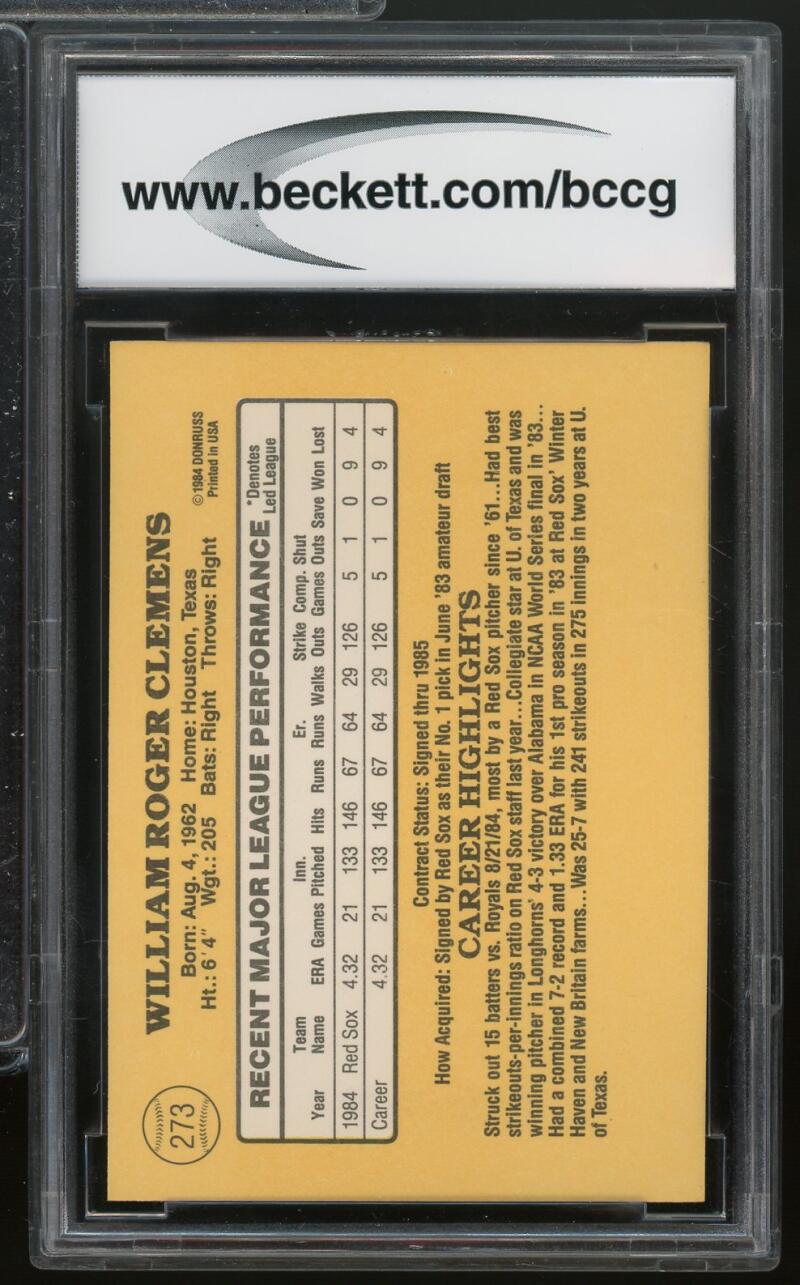 www.beckett.com/bccg
273
WILLIAM ROGER CLEMENS
Born: Aug. 4, 1962 Home: Houston, Texas
Ht.: 6'4" Wgt.: 205 Bats: Right Throws: Right
©1984 DONRUSS
Printed in USA
RECENT MAJOR LEAGUE PERFORMANCE
*Denotes
Led League
Team Inn. Er. Strike Comp. Shut
Year Name ERA Games Pitched Hits Runs Runs Walks Outs Games Outs Save Won Lost
1984 Red Sox 4.32 21 133 146 67 64 29 126 5 1 0 9 4
Career 4.32 21 133 146 67 64 29 126 5 1 0 9 4
Contract Status: Signed thru 1985
How Acquired: Signed by Red Sox as their No. 1 pick in June '83 amateur draft
CAREER HIGHLIGHTS
Struck out 15 batters vs. Royals 8/21/84, most by a Red Sox pitcher since '61...Had best
strikeouts-per-innings ratio on Red Sox staff last year...Collegiate star at U. of Texas and was
winning pitcher in Longhorns' 4-3 victory over Alabama in NCAA World Series final in '83...
Had a combined 7-2 record and 1.33 ERA for his 1st pro season in '83 at Red Sox' Winter
Haven and New Britain farms... Was 25-7 with 241 strikeouts in 275 innings in two years at U.
of Texas.